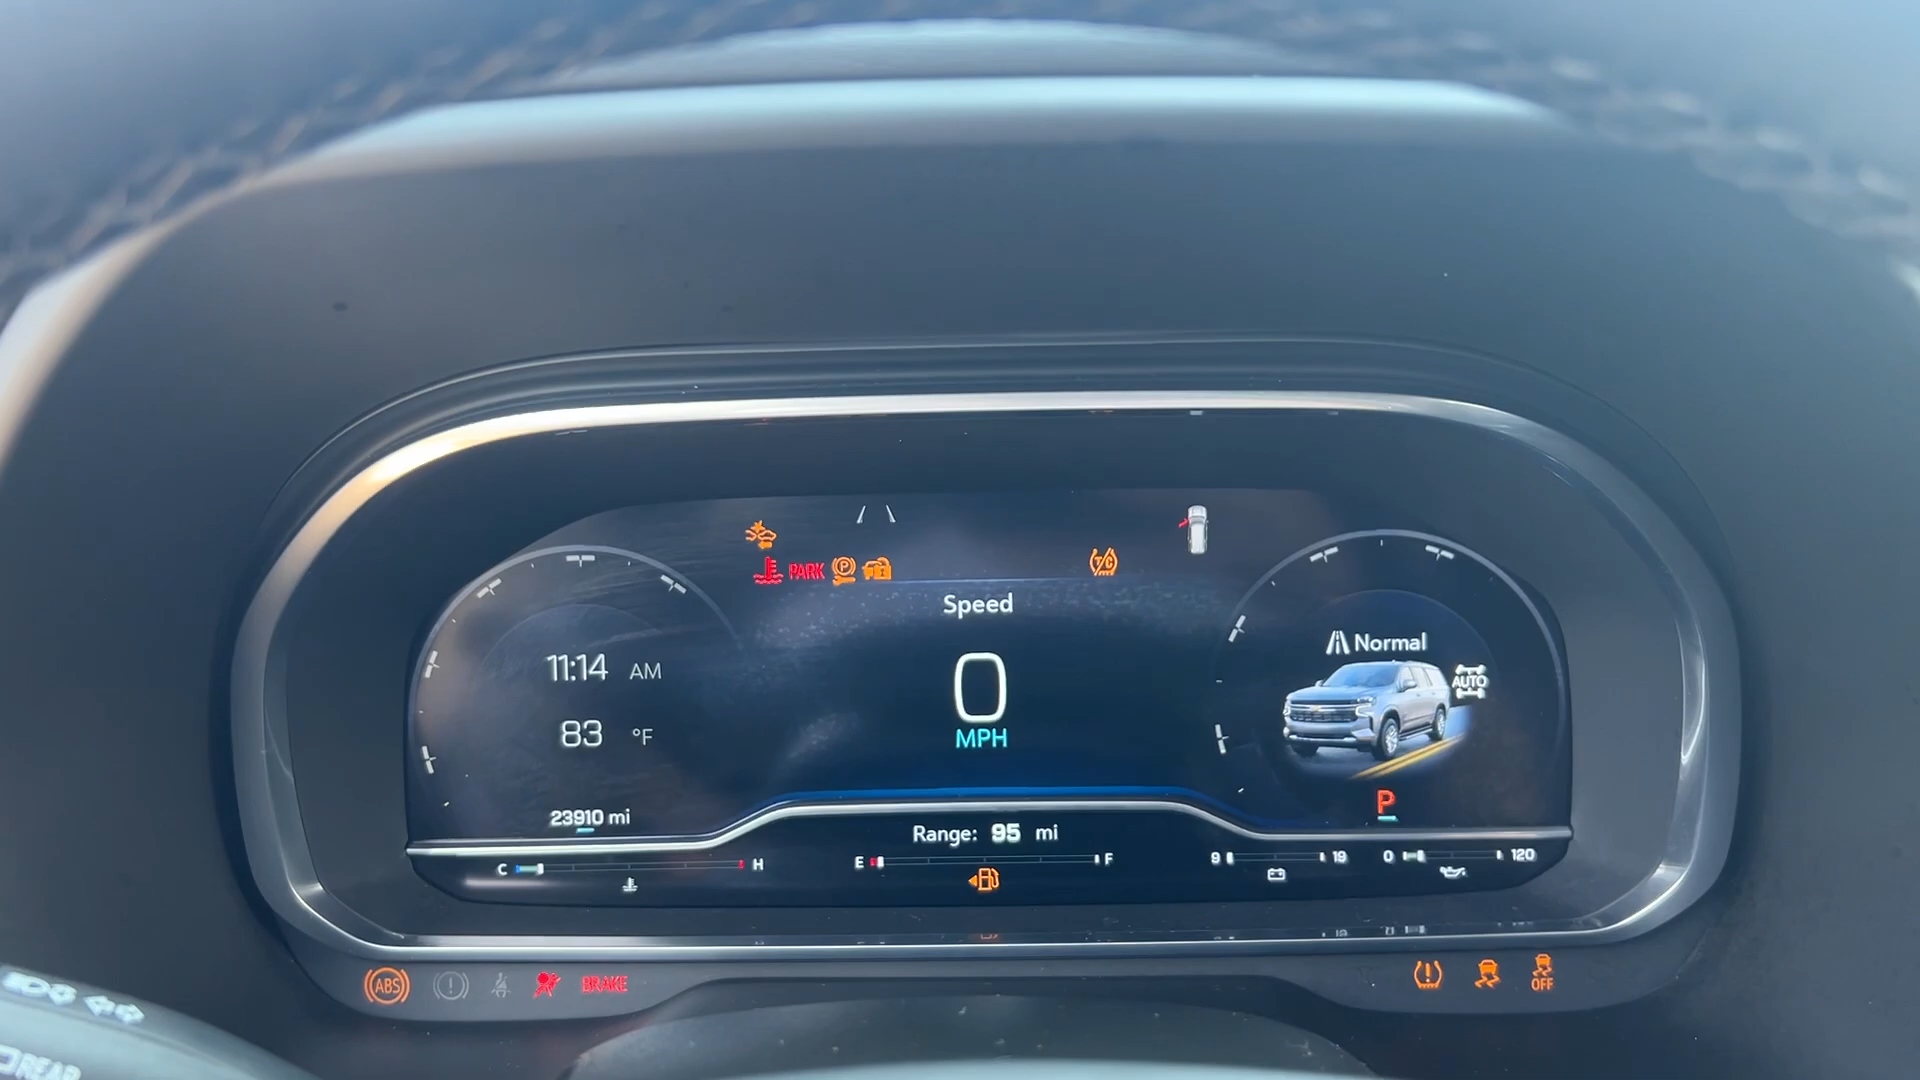 PARK P
T/C
Speed
Normal
11:14 AM
AUTO
0
83 °F
MPH
P
23910 mi
Range: 95 mi
C H
E F
9 19
0 120
ABS
BRAKE
OFF
REAR